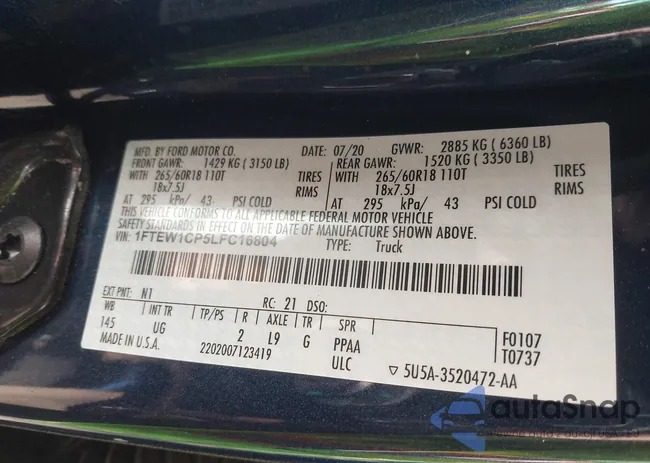 MFD. BY FORD MOTOR CO. DATE: 07/20 GVWR: 2885 KG ( 6360 LB)
FRONT GAWR: 1429 KG ( 3150 LB) REAR GAWR: 1520 KG ( 3350 LB)
WITH 265/60R18 110T TIRES WITH 265/60R18 110T TIRES
18x7.5J RIMS 18x7.5J RIMS
AT 295 kPa/ 43 PSI COLD AT 295 kPa/ 43 PSI COLD
THIS VEHICLE CONFORMS TO ALL APPLICABLE FEDERAL MOTOR VEHICLE
SAFETY STANDARDS IN EFFECT ON THE DATE OF MANUFACTURE SHOWN ABOVE.
VIN: 1FTEW1CP5LFC16804 TYPE: Truck
EXT PNT: N1 RC: 21 DSO:
WB INT TR TP/PS R AXLE TR SPR F0107
145 UG 2 L9 G PPAA T0737
MADE IN U.S.A. 2202007123419 ULC ▽ 5U5A-3520472-AA
autoSnap